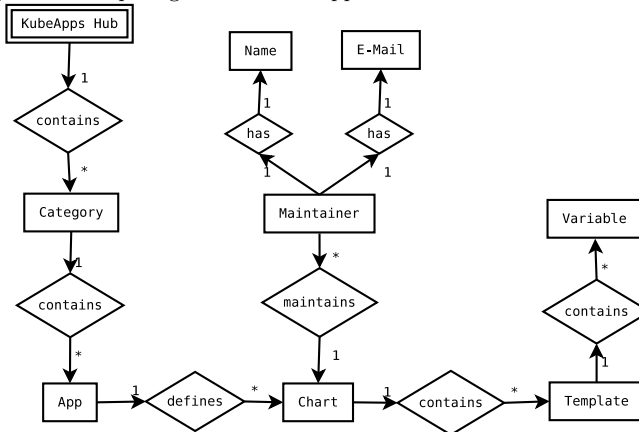 KubeApps Hub
Name
E-Mail
1
contains
1
1
has
has
*
1
1
Category
Maintainer
Variable
1
*
*
contains
maintains
contains
*
1
1
App
1
defines
*
Chart
1
contains
*
Template